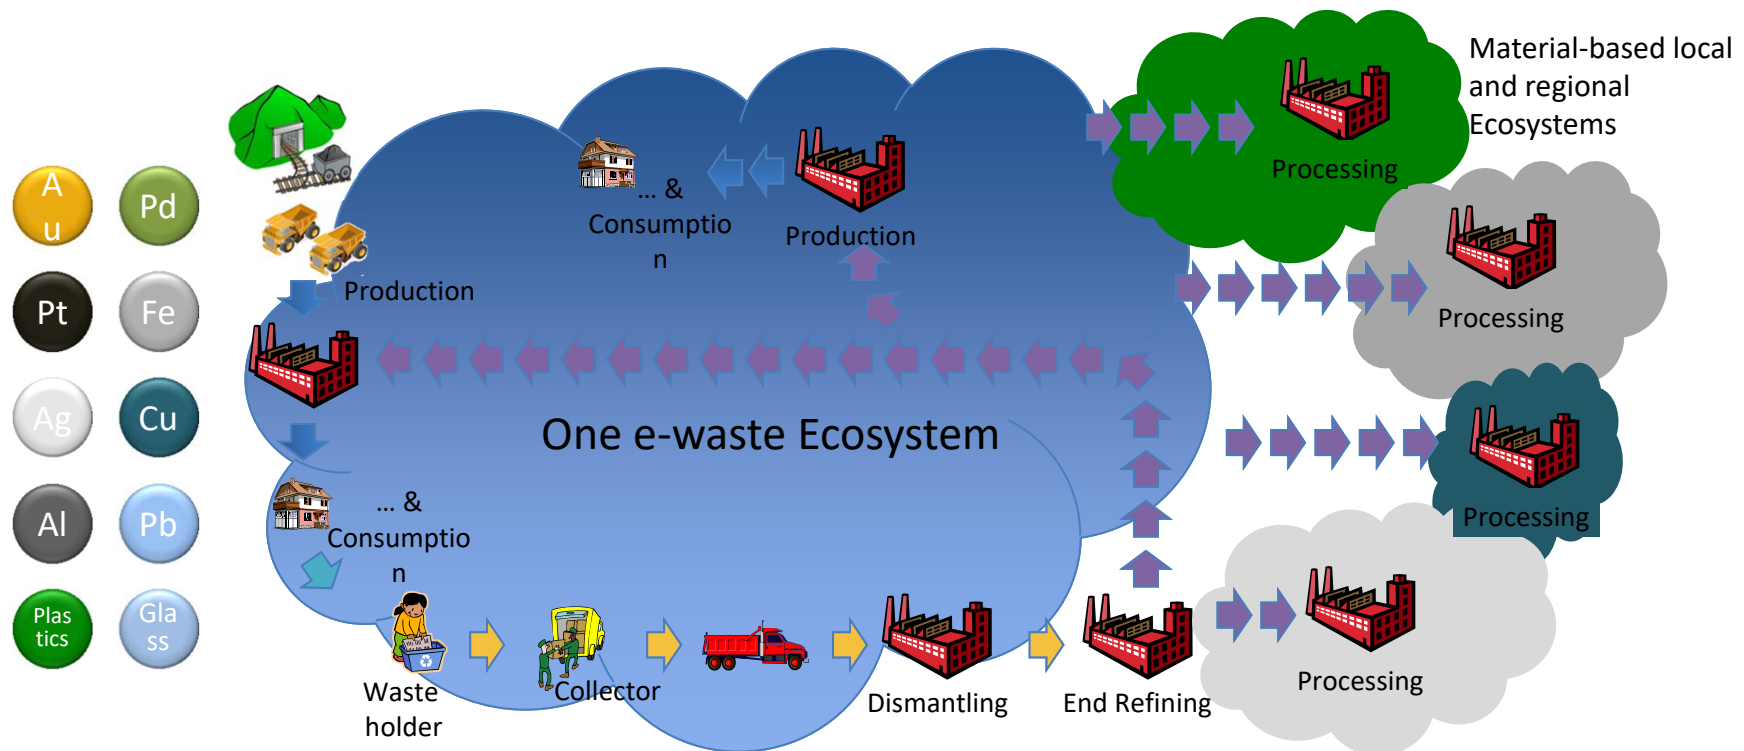 Material-based local
and regional
Ecosystems
A
u
Pd
Pt
Fe
Ag
Cu
Al
Pb
Plas
tics
Gla
ss
Production
... &
Consumptio
n
Production
... &
Consumptio
n
One e-waste Ecosystem
Waste
holder
Collector
Dismantling
End Refining
Processing
Processing
Processing
Processing